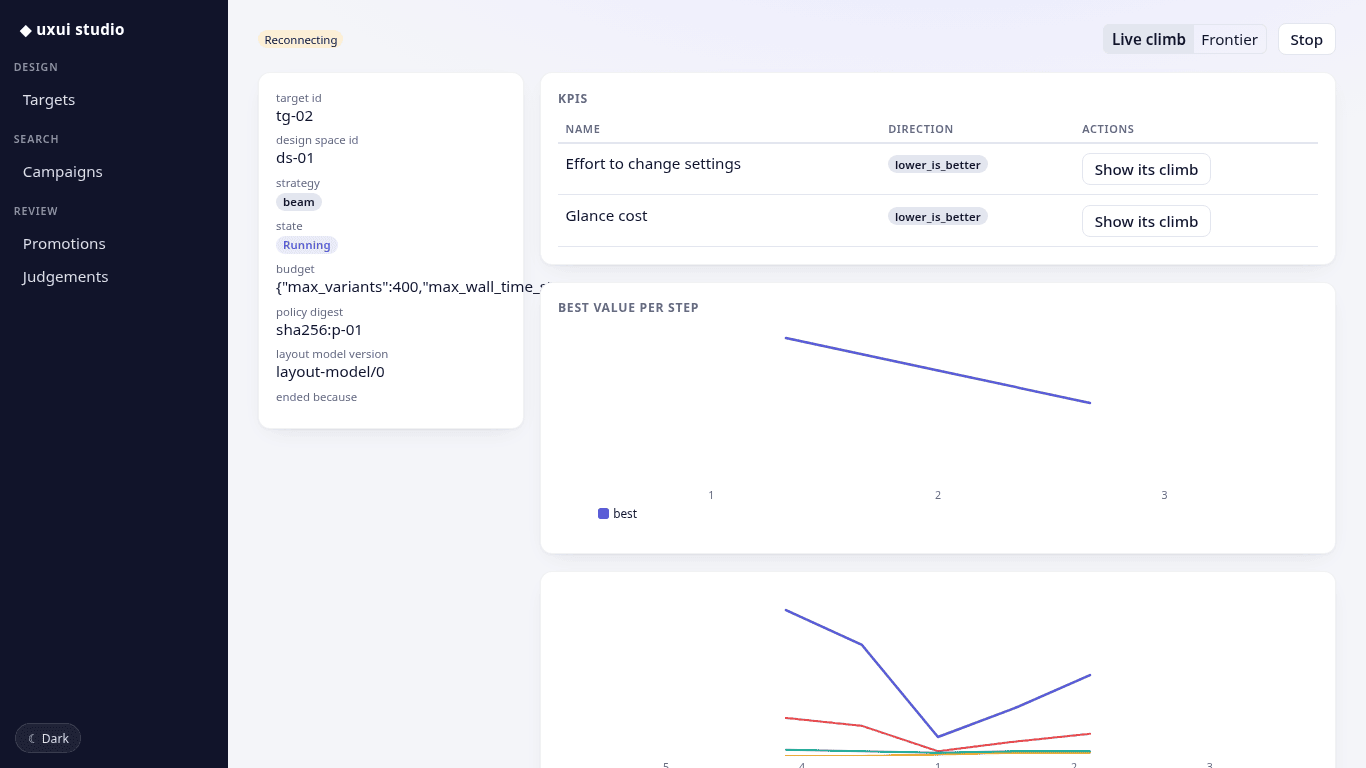 ◆ uxui studio
DESIGN
Targets
SEARCH
Campaigns
REVIEW
Promotions
Judgements
☾ Dark
Reconnecting
Live climb
Frontier
Stop
target id
tg-02
design space id
ds-01
strategy
beam
state
Running
budget
{"max_variants":400,"max_wall_time_s
policy digest
sha256:p-01
layout model version
layout-model/0
ended because
KPIS
NAME DIRECTION ACTIONS
Effort to change settings lower_is_better Show its climb
Glance cost lower_is_better Show its climb
BEST VALUE PER STEP
1 2 3
best
5 4 1 2 3